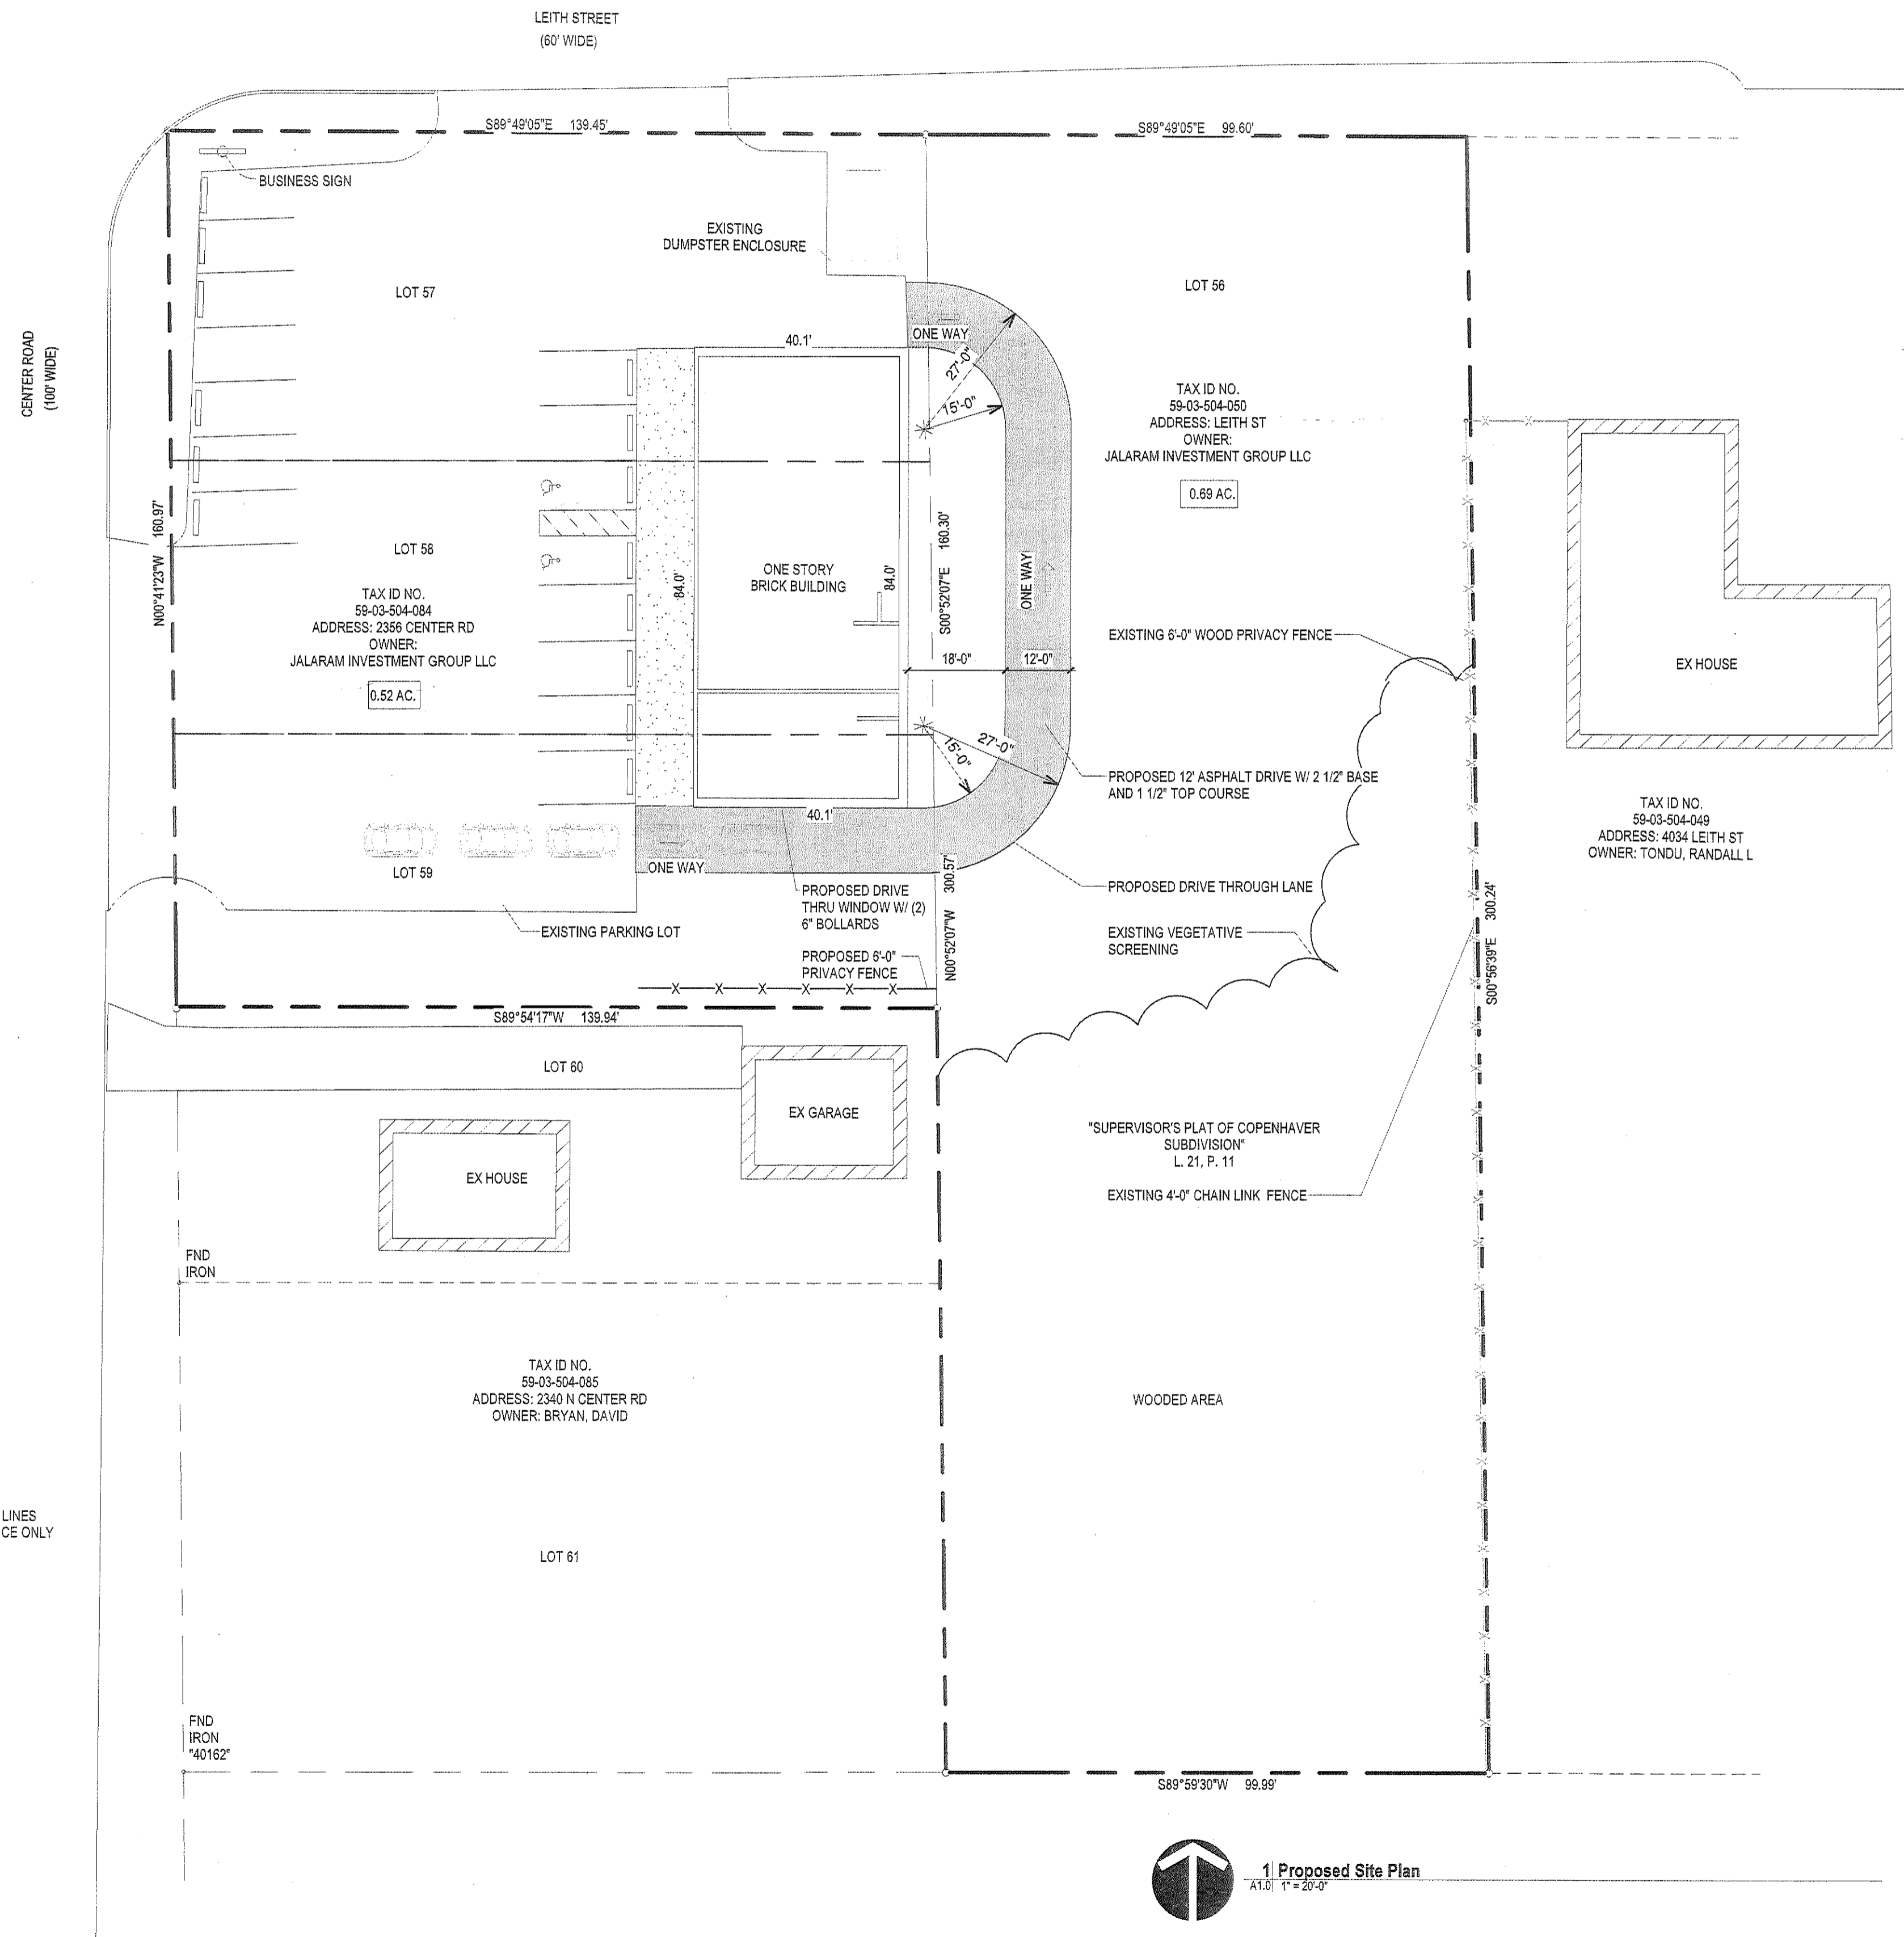 LEITH STREET
(60' WIDE)
S89°49'05"E 139.45'
S89°49'05"E 99.60'
BUSINESS SIGN
EXISTING
DUMPSTER ENCLOSURE
LOT 57
LOT 56
CENTER ROAD
(100' WIDE)
ONE WAY
40.1'
27'-0"
15'-0"
TAX ID NO.
59-03-504-050
ADDRESS: LEITH ST
OWNER:
JALARAM INVESTMENT GROUP LLC
0.69 AC.
N00°41'23"W 160.97'
LOT 58
TAX ID NO.
59-03-504-084
ADDRESS: 2356 CENTER RD
OWNER:
JALARAM INVESTMENT GROUP LLC
0.52 AC.
84.0'
ONE STORY
BRICK BUILDING
84.0'
S00°52'07"E 160.30'
ONE WAY
EXISTING 6'-0" WOOD PRIVACY FENCE
EX HOUSE
18'-0"
12'-0"
15'-0"
27'-0"
PROPOSED 12' ASPHALT DRIVE W/ 2 1/2" BASE
AND 1 1/2" TOP COURSE
TAX ID NO.
59-03-504-049
ADDRESS: 4034 LEITH ST
OWNER: TONDU, RANDALL L
40.1'
ONE WAY
LOT 59
PROPOSED DRIVE
THRU WINDOW W/ (2)
6" BOLLARDS
PROPOSED DRIVE THROUGH LANE
EXISTING PARKING LOT
N00°52'07"W 300.57'
EXISTING VEGETATIVE
SCREENING
S00°56'39"E 300.24'
PROPOSED 6'-0"
PRIVACY FENCE
S89°54'17"W 139.94'
LOT 60
EX GARAGE
EX HOUSE
"SUPERVISOR'S PLAT OF COPENHAVER
SUBDIVISION"
L. 21, P. 11
EXISTING 4'-0" CHAIN LINK FENCE
FND
IRON
TAX ID NO.
59-03-504-085
ADDRESS: 2340 N CENTER RD
OWNER: BRYAN, DAVID
WOODED AREA
LINES
CE ONLY
LOT 61
FND
IRON
"40162"
S89°59'30"W 99.99'
1 Proposed Site Plan
A1.0 1" = 20'-0"